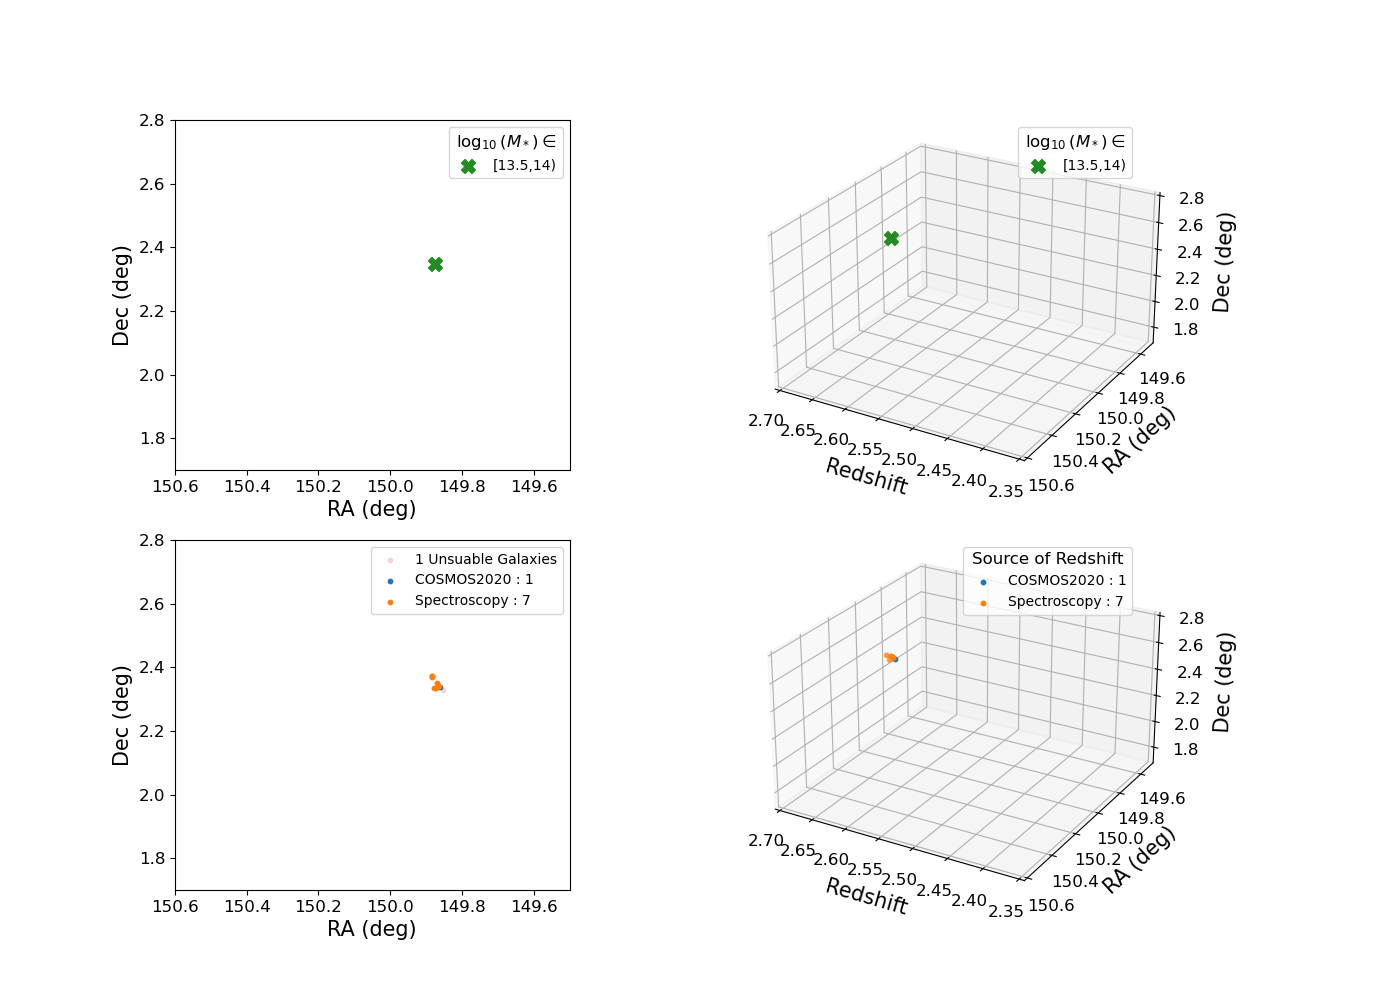 2.8
2.6
2.4
2.2
2.0
1.8
Dec (deg)
150.6 150.4 150.2 150.0 149.8 149.6
RA (deg)
log₁₀ (M*) ∈
[13.5,14)
log₁₀ (M*) ∈
[13.5,14)
2.8
2.6
2.4
2.2
2.0
1.8
Dec (deg)
149.6
149.8
150.0
150.2
150.4
150.6
RA (deg)
2.70 2.65 2.60 2.55 2.50 2.45 2.40 2.35
Redshift
2.8
2.6
2.4
2.2
2.0
1.8
Dec (deg)
150.6 150.4 150.2 150.0 149.8 149.6
RA (deg)
1 Unsuable Galaxies
COSMOS2020 : 1
Spectroscopy : 7
Source of Redshift
COSMOS2020 : 1
Spectroscopy : 7
2.8
2.6
2.4
2.2
2.0
1.8
Dec (deg)
149.6
149.8
150.0
150.2
150.4
150.6
RA (deg)
2.70 2.65 2.60 2.55 2.50 2.45 2.40 2.35
Redshift